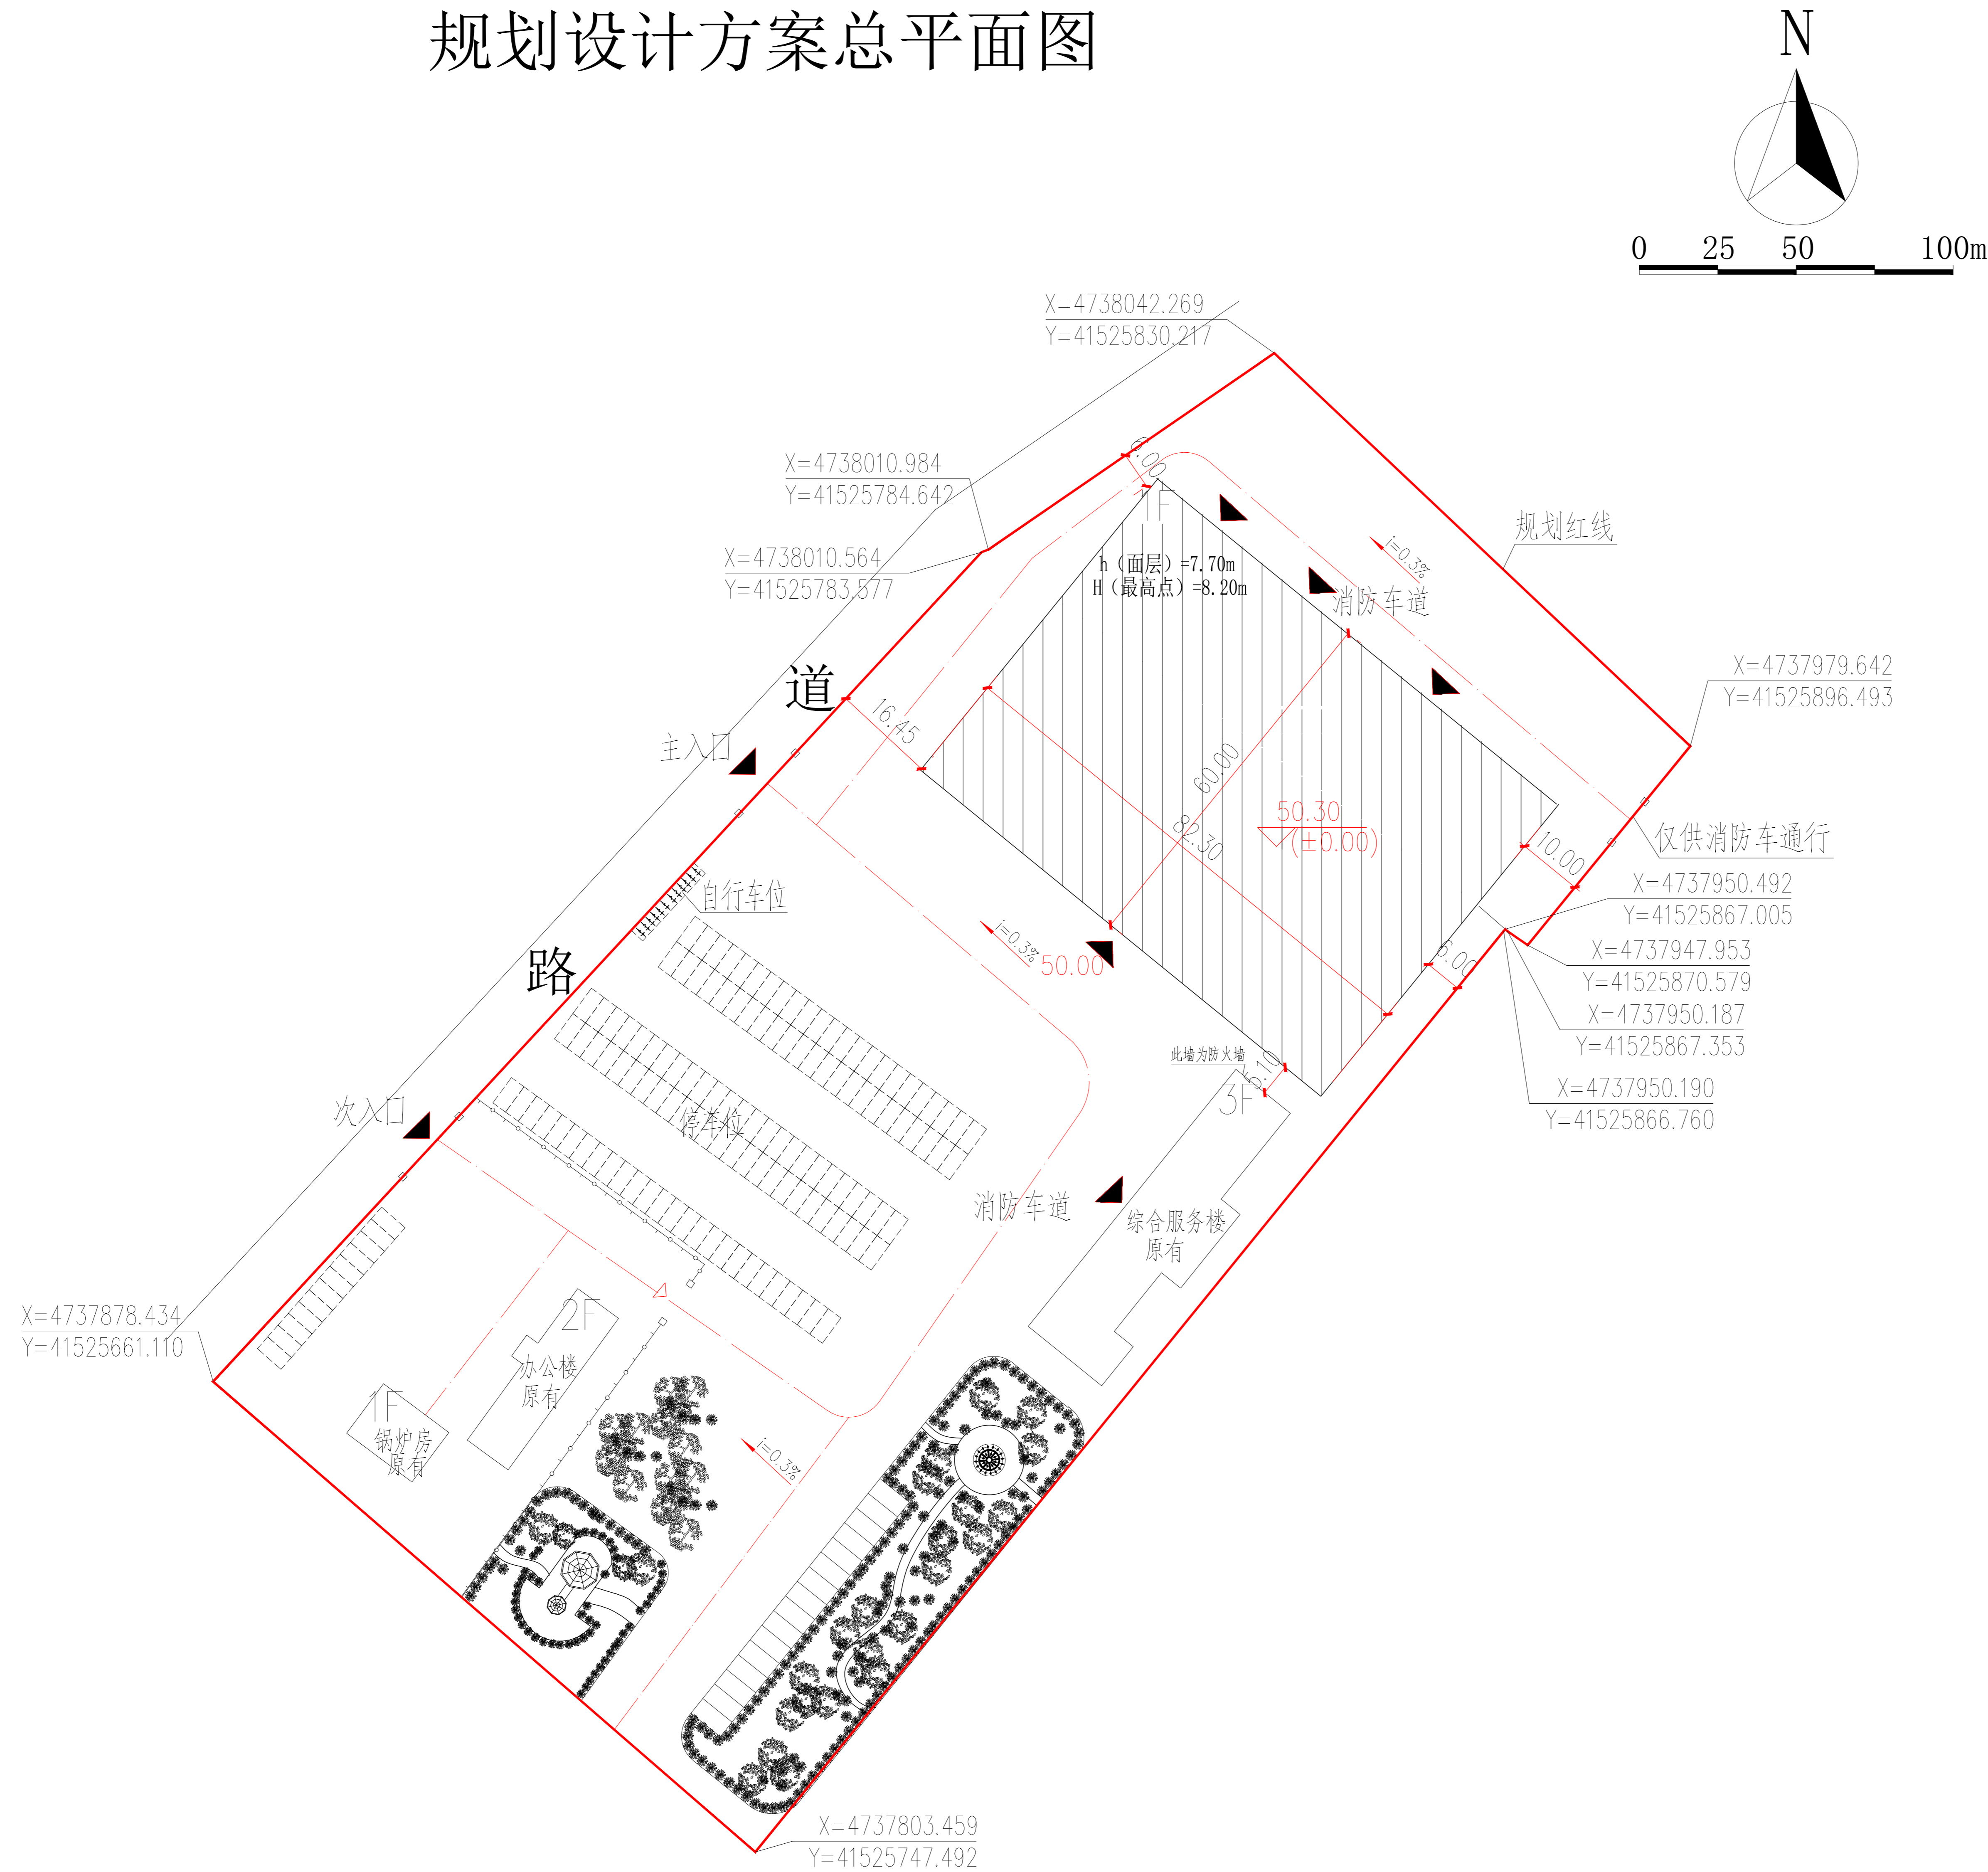 规划设计方案总平面图
N
0 25 50 100m
X=4738042.269
Y=41525830.217
X=4738010.984
Y=41525784.642
X=4738010.564
Y=41525783.577
6.00
1F
h（面层）=7.70m
H（最高点）=8.20m
i=0.3%
消防车道
规划红线
X=4737979.642
Y=41525896.493
道
主入口
16.45
60.00
82.30
50.30
(±0.00)
10.00
仅供消防车通行
X=4737950.492
Y=41525867.005
X=4737947.953
Y=41525870.579
X=4737950.187
Y=41525867.353
X=4737950.190
Y=41525866.760
6.00
自行车位
路
i=0.3%
50.00
此墙为防火墙
3F
次入口
停车位
消防车道
综合服务楼
原有
X=4737878.434
Y=41525661.110
2F
办公楼
原有
1F
锅炉房
原有
i=0.3%
X=4737803.459
Y=41525747.492